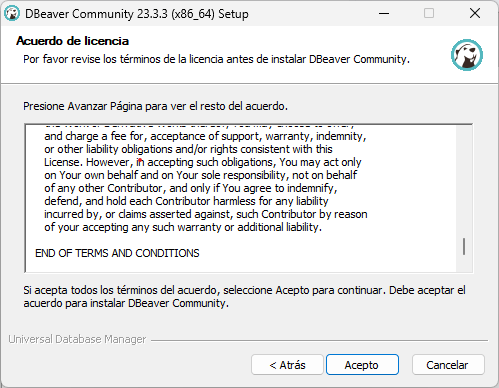 DBeaver Community 23.3.3 (x86_64) Setup
Acuerdo de licencia
Por favor revise los términos de la licencia antes de instalar DBeaver Community.
Presione Avanzar Página para ver el resto del acuerdo.
and charge a fee for, acceptance of support, warranty, indemnity,
or other liability obligations and/or rights consistent with this
License. However, in accepting such obligations, You may act only
on Your own behalf and on Your sole responsibility, not on behalf
of any other Contributor, and only if You agree to indemnify,
defend, and hold each Contributor harmless for any liability
incurred by, or claims asserted against, such Contributor by reason
of your accepting any such warranty or additional liability.
END OF TERMS AND CONDITIONS
Si acepta todos los términos del acuerdo, seleccione Acepto para continuar. Debe aceptar el
acuerdo para instalar DBeaver Community.
Universal Database Manager
< Atrás
Acepto
Cancelar